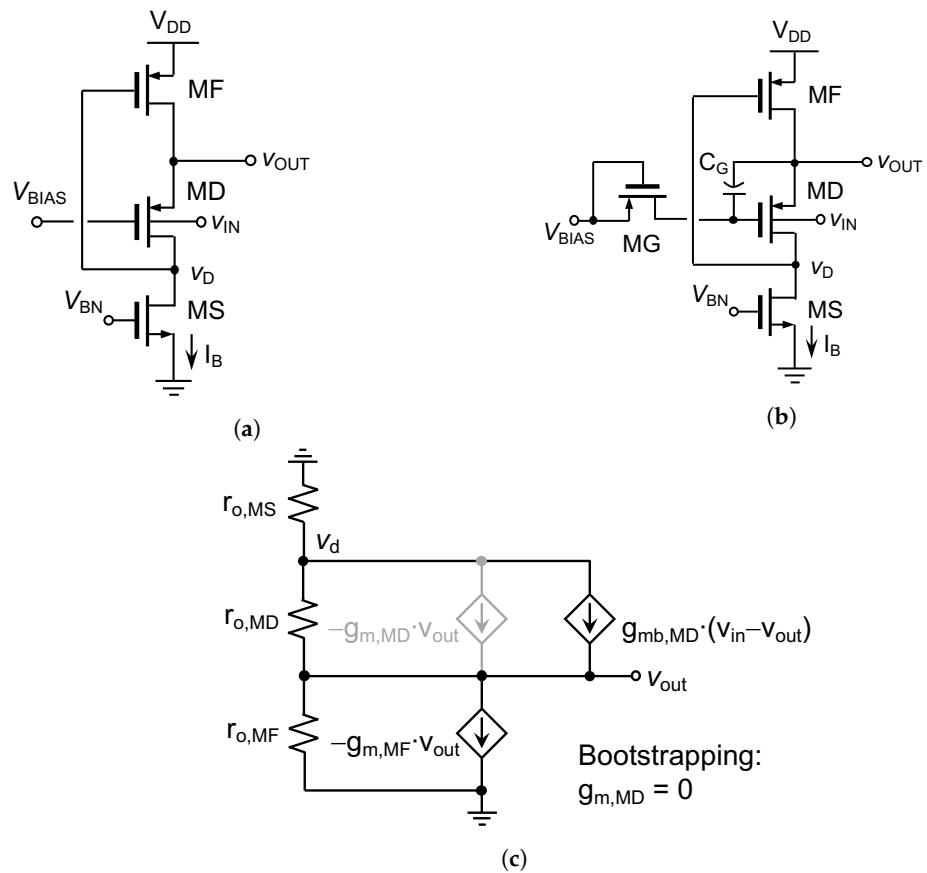 V_DD
MF
v_OUT
V_BIAS
MD
v_IN
v_D
V_BN
MS
I_B
(a)
V_DD
MF
C_G
v_OUT
MD
V_BIAS
MG
v_IN
v_D
V_BN
MS
I_B
(b)
r_o,MS
v_d
r_o,MD
–g_m,MD·v_out
g_mb,MD·(v_in–v_out)
v_out
r_o,MF
–g_m,MF·v_out
Bootstrapping:
g_m,MD = 0
(c)